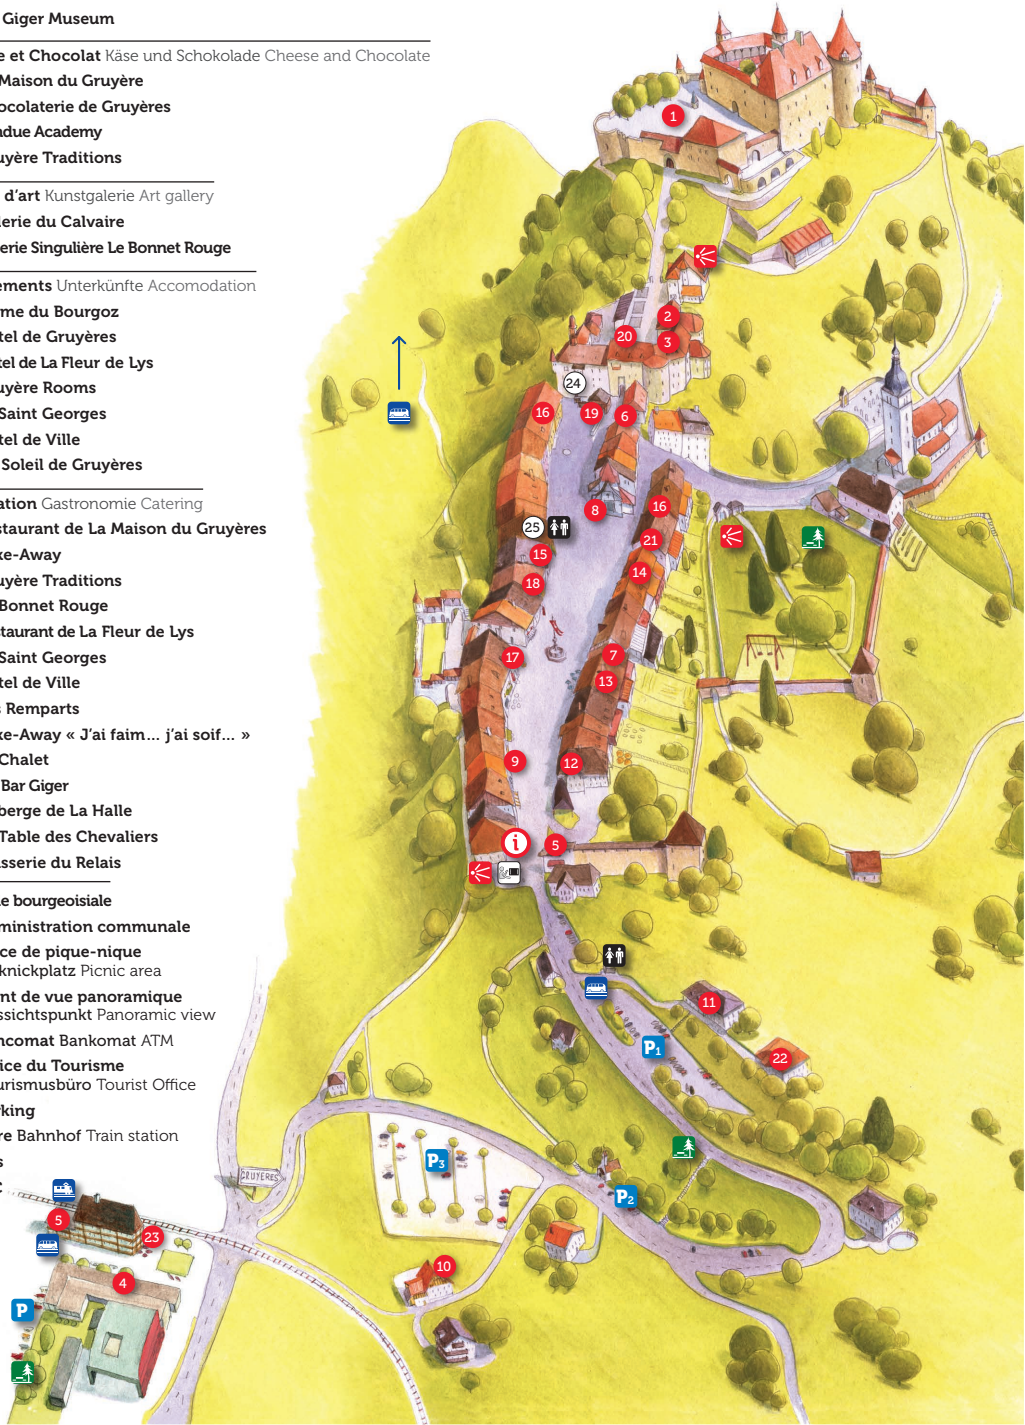 Giger Museum
e et Chocolat Käse und Schokolade Cheese and Chocolate
Maison du Gruyère
ocolaterie de Gruyères
ndue Academy
uyère Traditions
d'art Kunstgalerie Art gallery
lerie du Calvaire
erie Singulière Le Bonnet Rouge
ements Unterkünfte Accomodation
rme du Bourgoz
tel de Gruyères
tel de La Fleur de Lys
uyère Rooms
Saint Georges
tel de Ville
Soleil de Gruyères
ation Gastronomie Catering
staurant de La Maison du Gruyères
ke-Away
uyère Traditions
Bonnet Rouge
staurant de La Fleur de Lys
Saint Georges
tel de Ville
s Remparts
ke-Away « J'ai faim... j'ai soif... »
Chalet
Bar Giger
berge de La Halle
Table des Chevaliers
sserie du Relais
e bourgeoisiale
ministration communale
ce de pique-nique
knickplatz Picnic area
nt de vue panoramique
ssichtspunkt Panoramic view
ncomat Bankomat ATM
ice du Tourisme
urismusbüro Tourist Office
king
re Bahnhof Train station
s
1
2
20
3
24
16
19
6
8
16
25
21
15
14
18
17
7
13
9
12
i
5
11
P1
22
P3
P2
GRUYERES
5
23
10
4
P